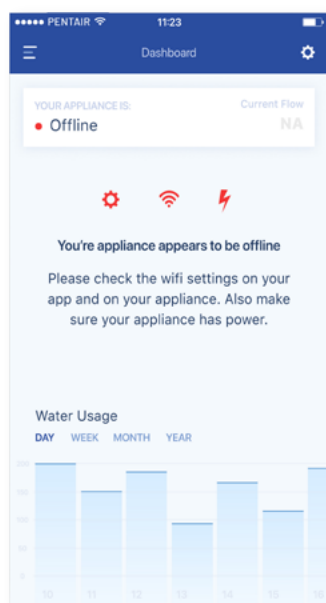 PENTAIR 11:23
Dashboard
YOUR APPLIANCE IS: Current Flow
Offline NA
You're appliance appears to be offline
Please check the wifi settings on your
app and on your appliance. Also make
sure your appliance has power.
Water Usage
DAY WEEK MONTH YEAR
200
150
100
50
0
10 11 12 13 14 15 16